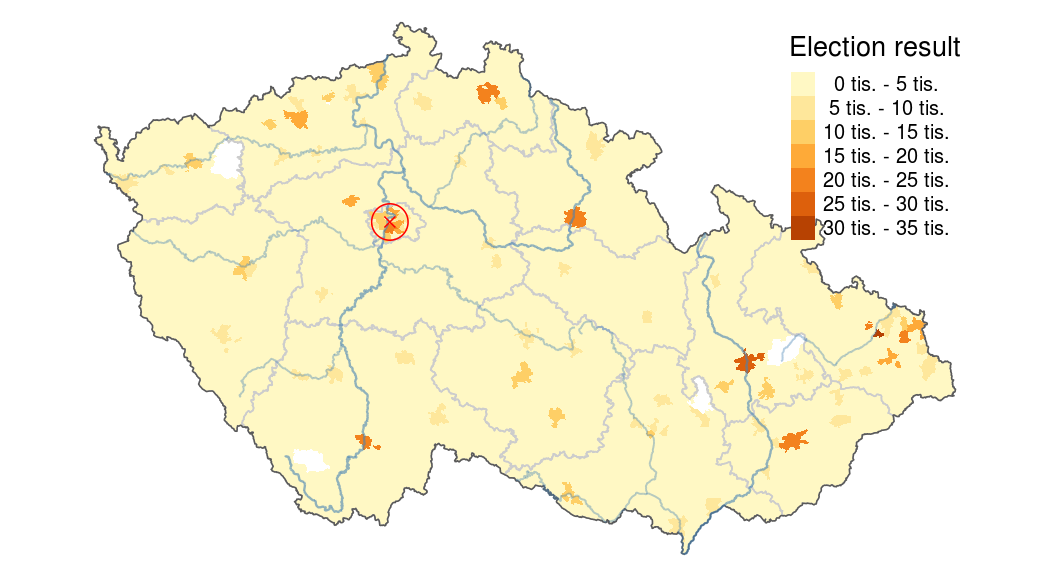 Election result
0 tis. - 5 tis.
5 tis. - 10 tis.
10 tis. - 15 tis.
15 tis. - 20 tis.
20 tis. - 25 tis.
25 tis. - 30 tis.
30 tis. - 35 tis.